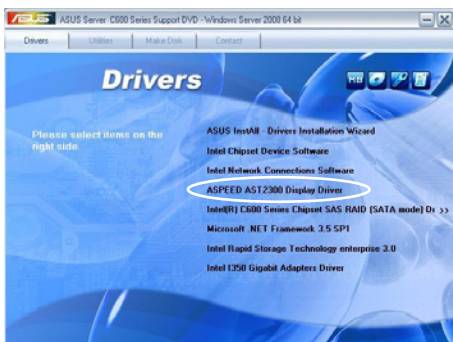 ASUS ASUS Server C600 Series Support DVD - Windows Server 2008 64 bit
Drivers Utilities Make Disk Contact
Drivers
Please select items on the
right side.
ASUS InstAll - Drivers Installation Wizard
Intel Chipset Device Software
Intel Network Connections Software
ASPEED AST2300 Display Driver
Intel(R) C600 Series Chipset SAS RAID (SATA mode) Dr >>
Microsoft .NET Framework 3.5 SP1
Intel Rapid Storage Technology enterprise 3.0
Intel I350 Gigabit Adapters Driver